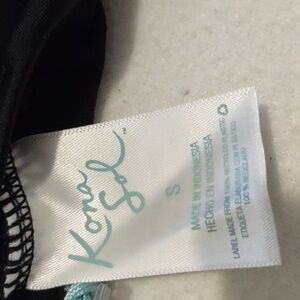 Kona
Sol™
S
MADE IN INDONESIA
HECHO EN INDONESIA
LABEL MADE FROM 100% RECYCLED PLASTIC
ETIQUETA ELABORADA CON PLÁSTICO
100 % RECICLADO